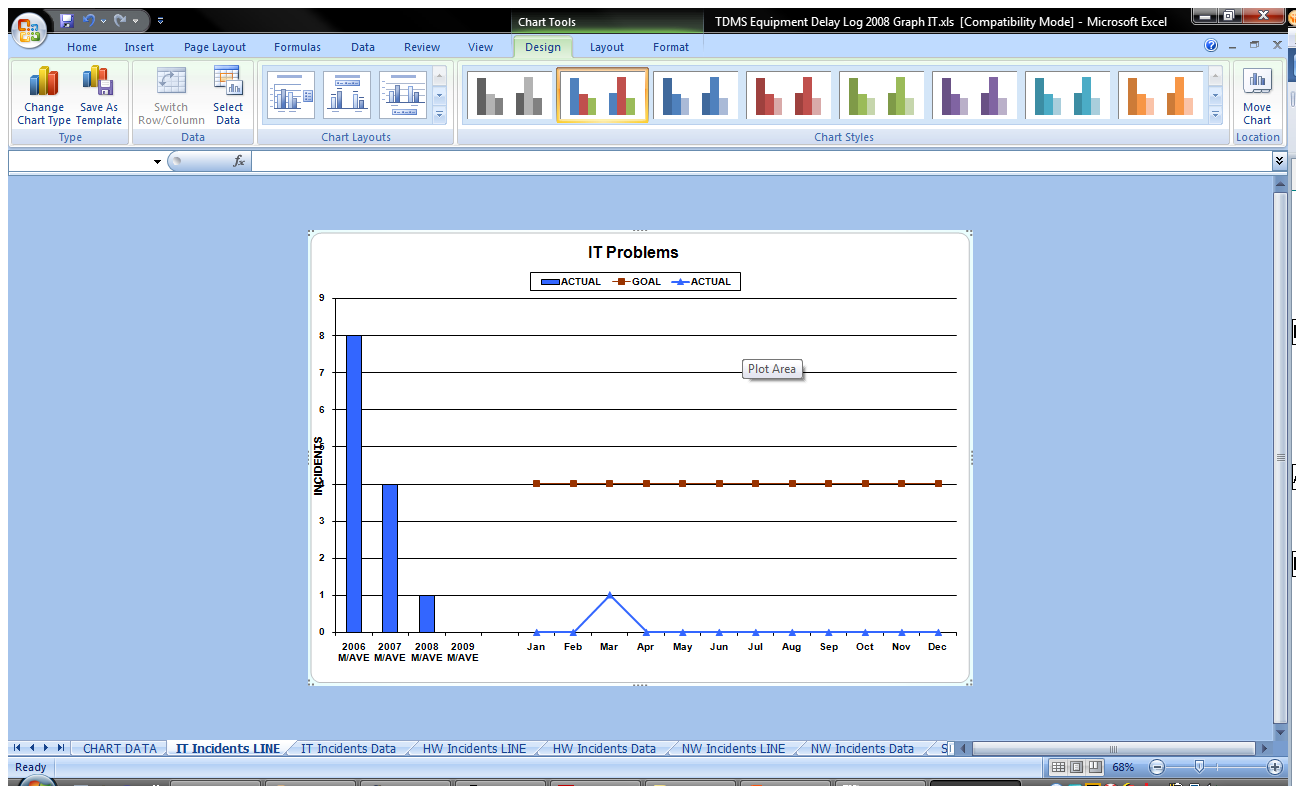 Chart Tools
TDMS Equipment Delay Log 2008 Graph IT.xls [Compatibility Mode] - Microsoft Excel
Home Insert Page Layout Formulas Data Review View Design Layout Format
Change Chart Type
Save As Template
Switch Row/Column
Select Data
Move Chart
Type Data Chart Layouts Chart Styles Location
fx
IT Problems
ACTUAL GOAL ACTUAL
9
8
Plot Area
7
6
5
INCIDENTS
4
3
2
1
0
2006 2007 2008 2009 Jan Feb Mar Apr May Jun Jul Aug Sep Oct Nov Dec
M/AVE M/AVE M/AVE M/AVE
CHART DATA IT Incidents LINE IT Incidents Data HW Incidents LINE HW Incidents Data NW Incidents LINE NW Incidents Data S
Ready 68%